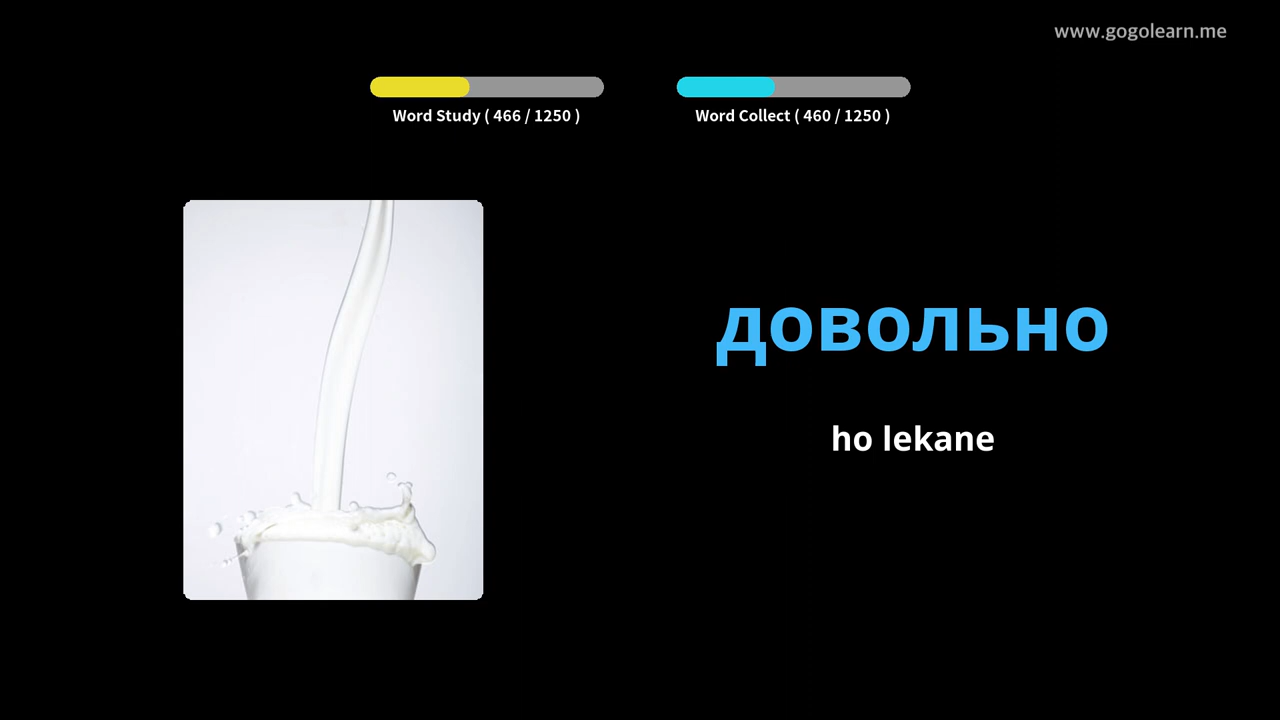 www.gogolearn.me
Word Study ( 466 / 1250 )
Word Collect ( 460 / 1250 )
довольно
ho lekane